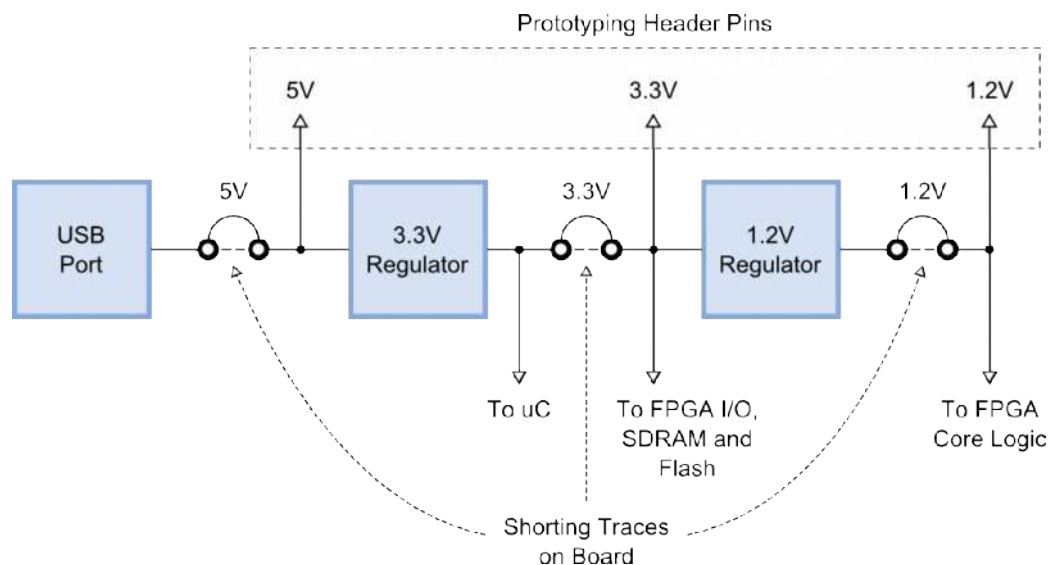 Prototyping Header Pins
5V
3.3V
1.2V
5V
3.3V
1.2V
USB
Port
3.3V
Regulator
1.2V
Regulator
To uC
To FPGA I/O,
SDRAM and
Flash
To FPGA
Core Logic
Shorting Traces
on Board